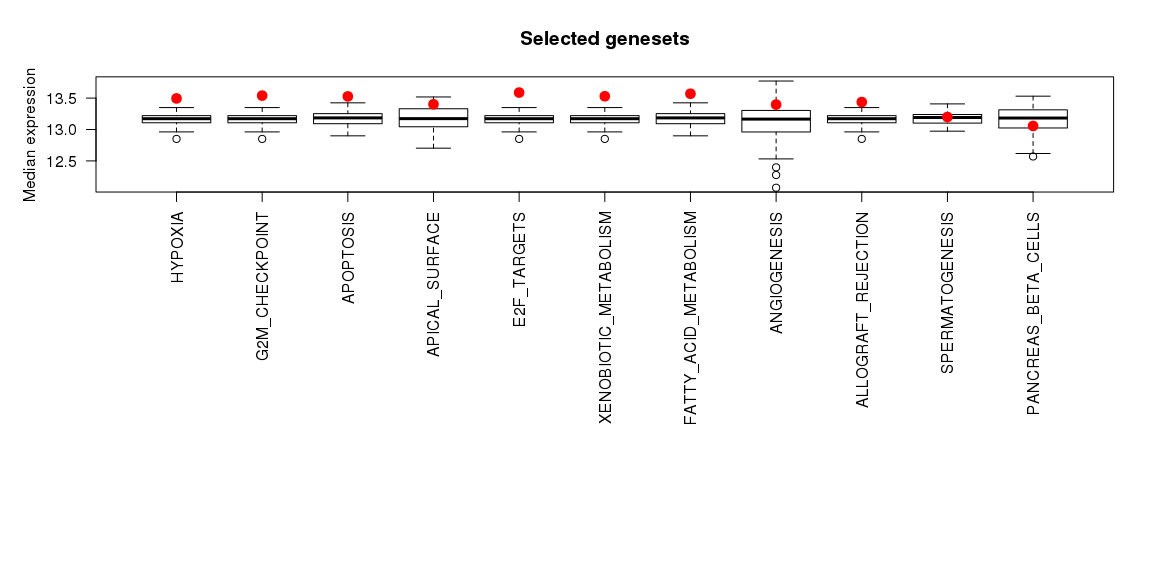 Selected genesets
Median expression
13.5
13.0
12.5
HYPOXIA
G2M_CHECKPOINT
APOPTOSIS
APICAL_SURFACE
E2F_TARGETS
XENOBIOTIC_METABOLISM
FATTY_ACID_METABOLISM
ANGIOGENESIS
ALLOGRAFT_REJECTION
SPERMATOGENESIS
PANCREAS_BETA_CELLS